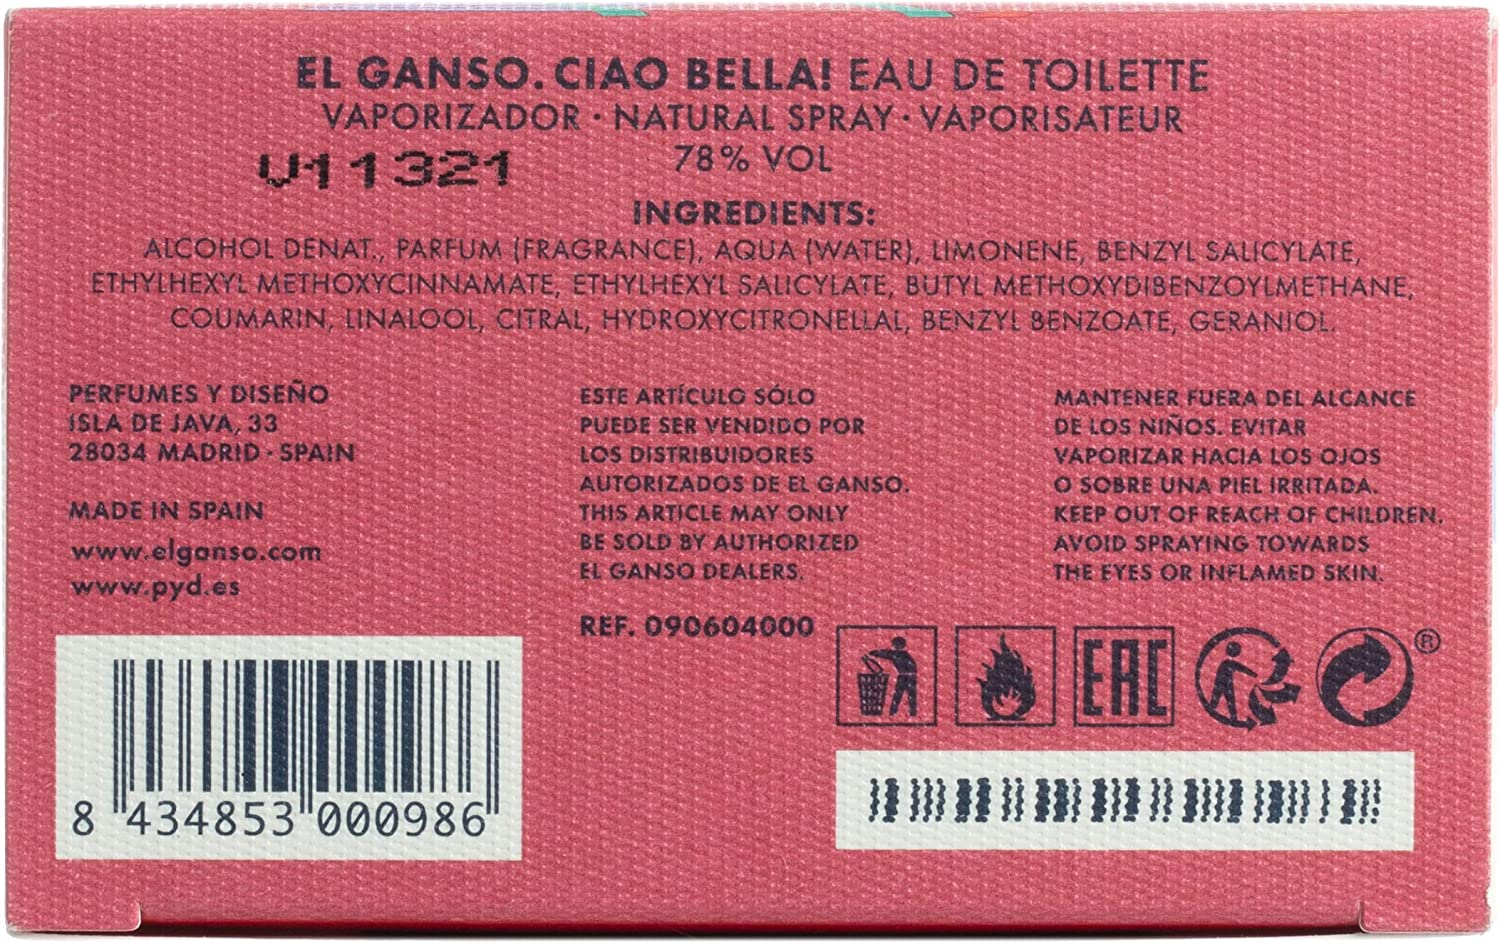 EL GANSO. CIAO BELLA! EAU DE TOILETTE
VAPORIZADOR · NATURAL SPRAY · VAPORISATEUR
78% VOL
V11321
INGREDIENTS:
ALCOHOL DENAT., PARFUM (FRAGRANCE), AQUA (WATER), LIMONENE, BENZYL SALICYLATE,
ETHYLHEXYL METHOXYCINNAMATE, ETHYLHEXYL SALICYLATE, BUTYL METHOXYDIBENZOYLMETHANE,
COUMARIN, LINALOOL, CITRAL, HYDROXYCITRONELLAL, BENZYL BENZOATE, GERANIOL.
PERFUMES Y DISEÑO
ISLA DE JAVA, 33
28034 MADRID · SPAIN
MADE IN SPAIN
www.elganso.com
www.pyd.es
ESTE ARTÍCULO SÓLO
PUEDE SER VENDIDO POR
LOS DISTRIBUIDORES
AUTORIZADOS DE EL GANSO.
THIS ARTICLE MAY ONLY
BE SOLD BY AUTHORIZED
EL GANSO DEALERS.
REF. 090604000
MANTENER FUERA DEL ALCANCE
DE LOS NIÑOS. EVITAR
VAPORIZAR HACIA LOS OJOS
O SOBRE UNA PIEL IRRITADA.
KEEP OUT OF REACH OF CHILDREN.
AVOID SPRAYING TOWARDS
THE EYES OR INFLAMED SKIN.
EAC
®
8 434853 000986